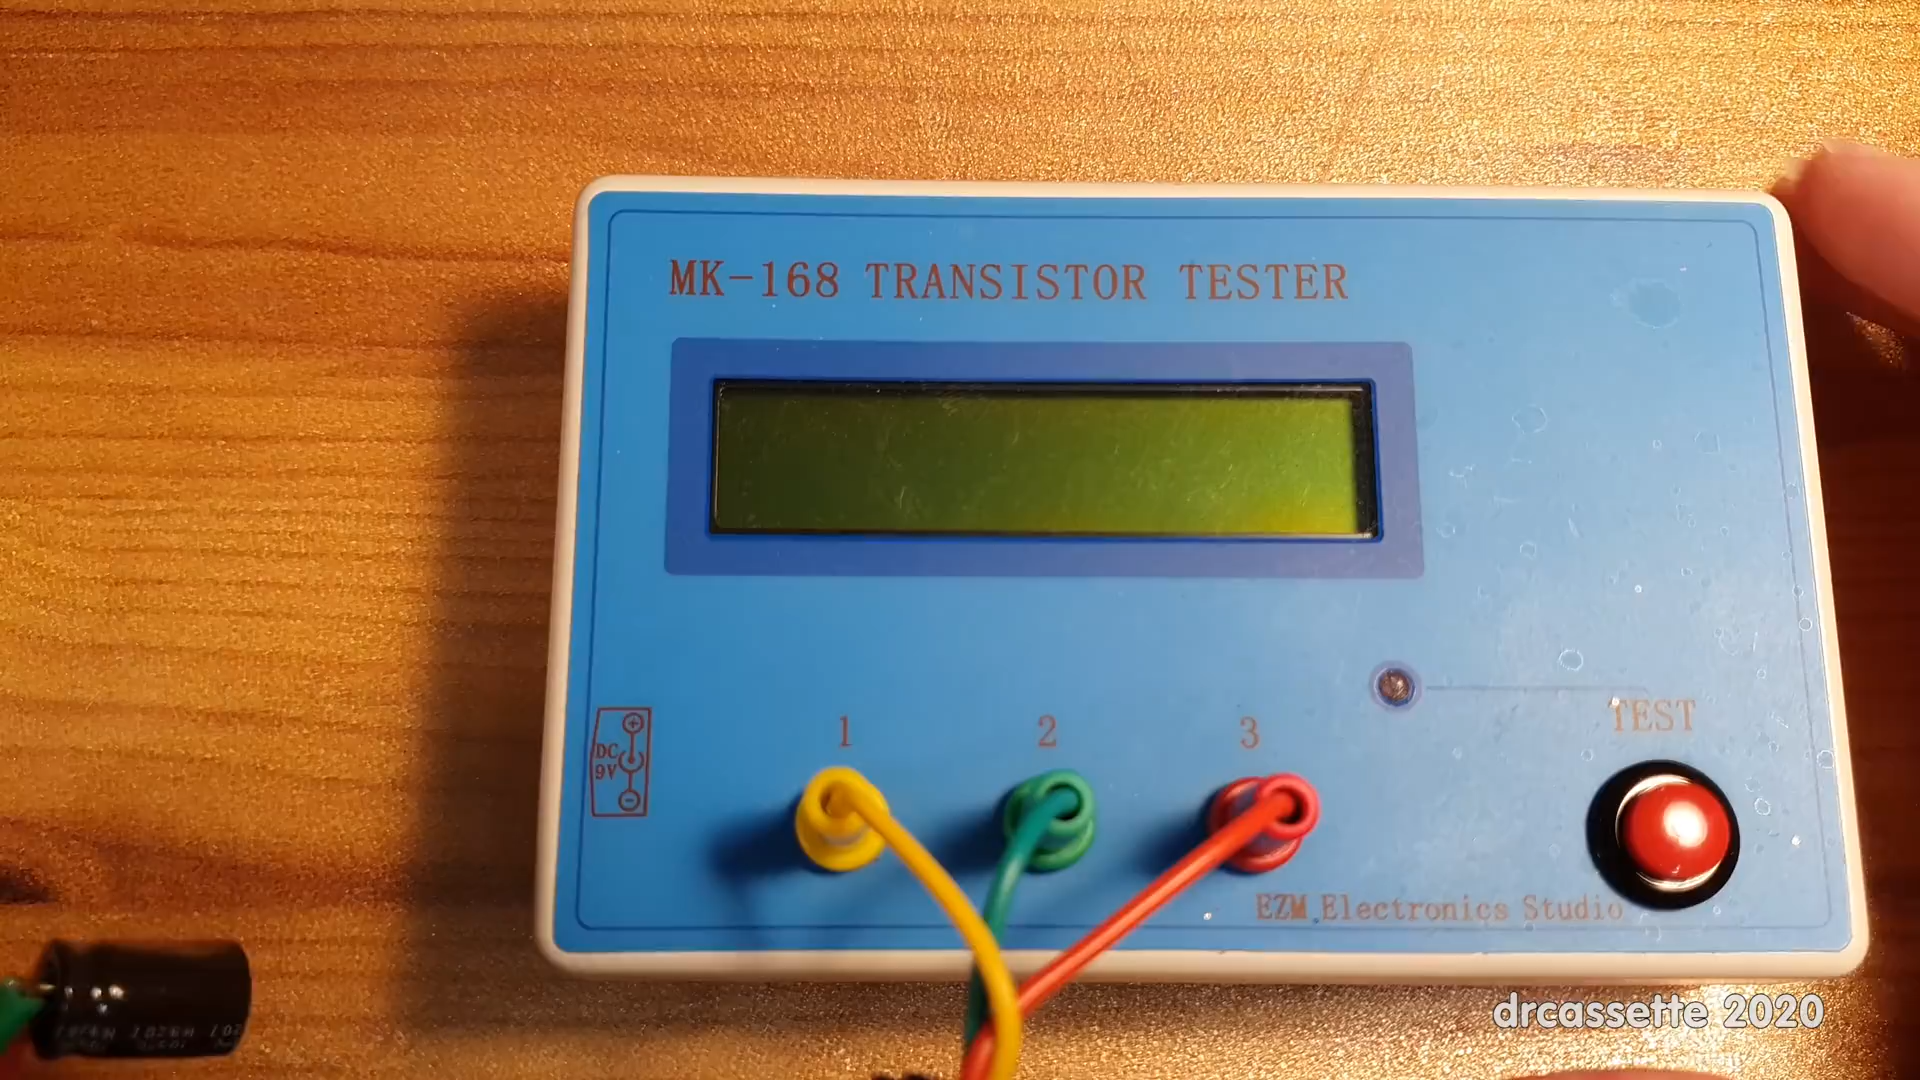 MK-168 TRANSISTOR TESTER
DC
9V
1
2
3
TEST
EZM Electronics Studio
drcassette 2020